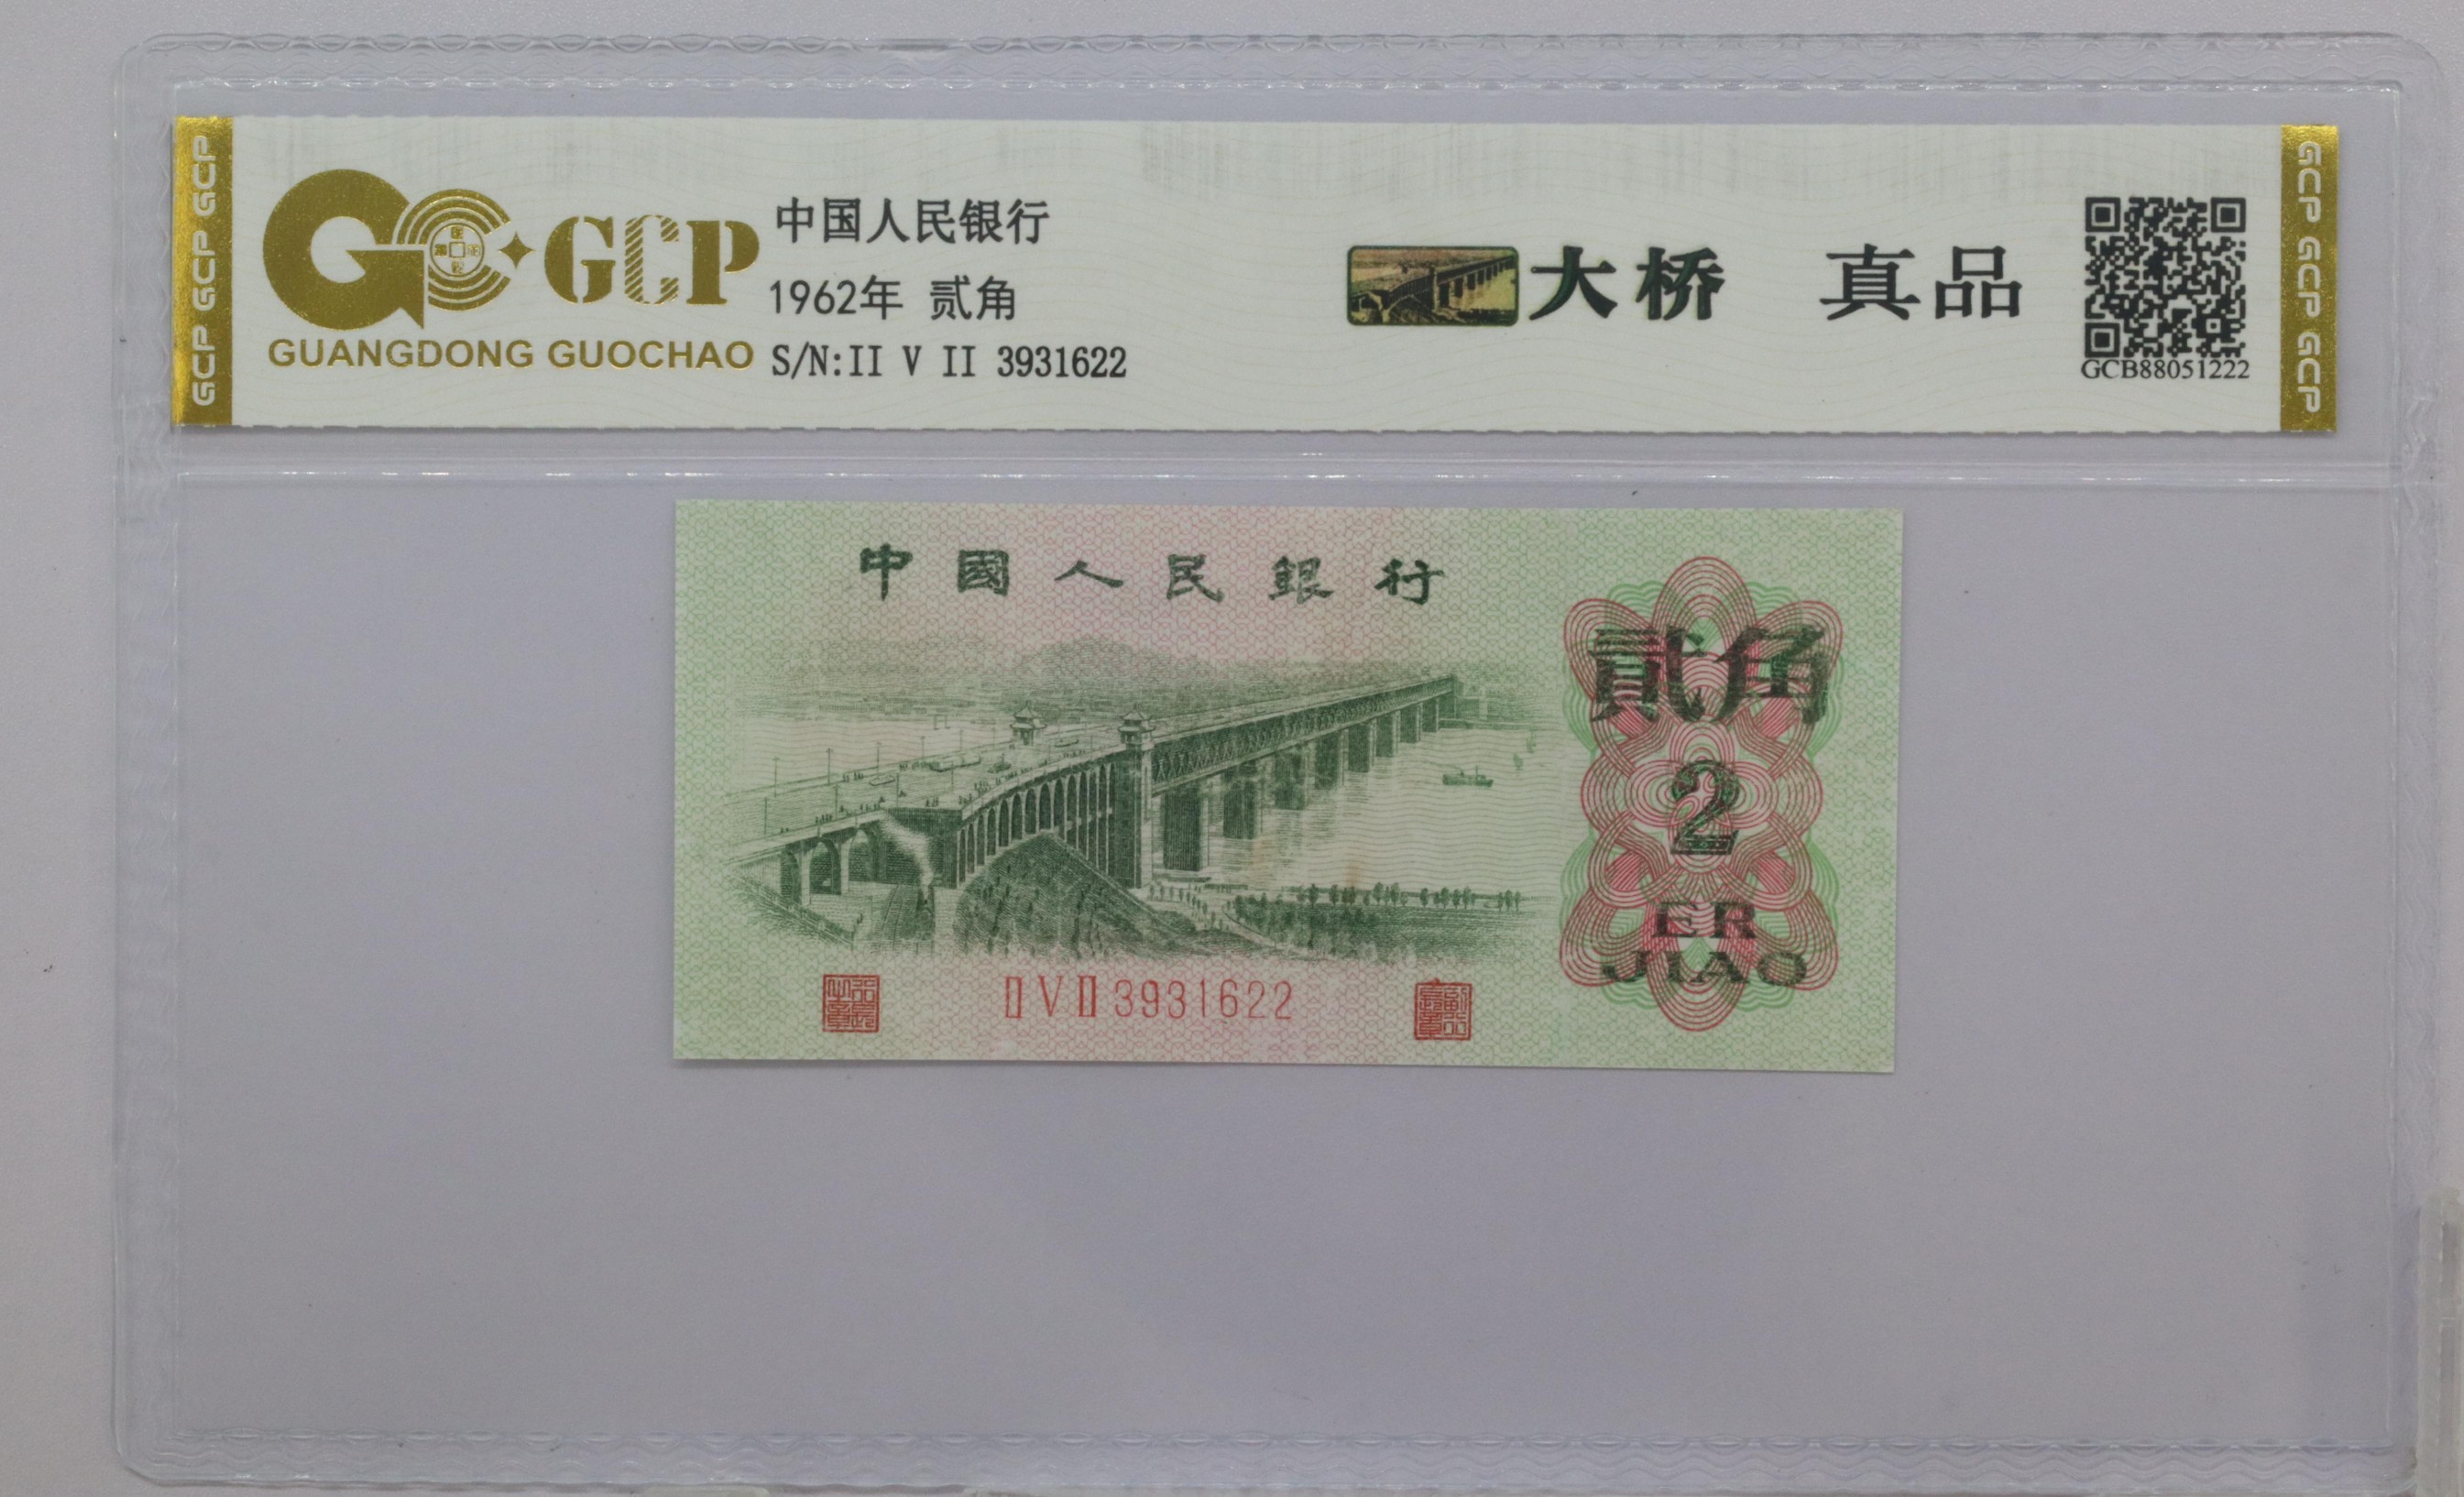 GCP GCP GCP
GCP
GUANGDONG GUOCHAO
中国人民银行
1962年 贰角
S/N:II V II 3931622
大桥 真品
GCB88051222
GCP GCP GCP
中國人民銀行
貳角
2
ER
JIAO
II V II 3931622